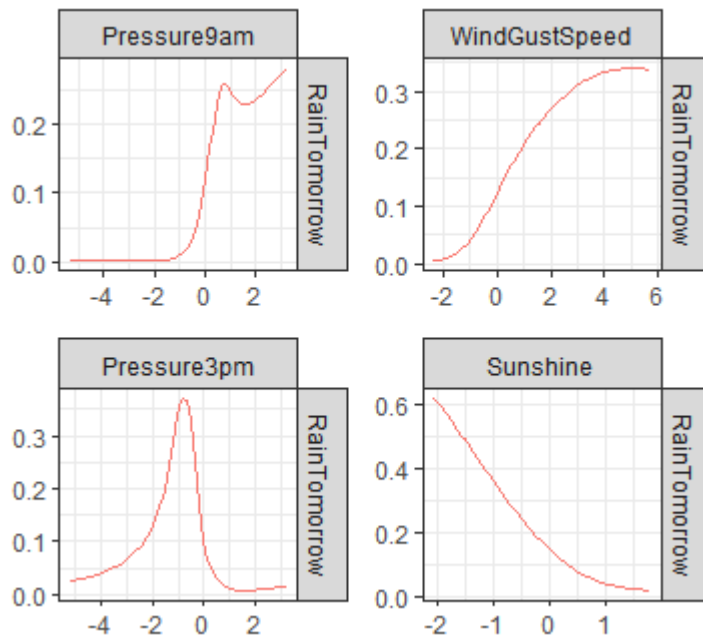 Pressure9am
0.2
0.1
0.0
-4 -2 0 2
RainTomorrow
WindGustSpeed
0.3
0.2
0.1
0.0
-2 0 2 4 6
RainTomorrow
Pressure3pm
0.3
0.2
0.1
0.0
-4 -2 0 2
RainTomorrow
Sunshine
0.6
0.4
0.2
0.0
-2 -1 0 1
RainTomorrow